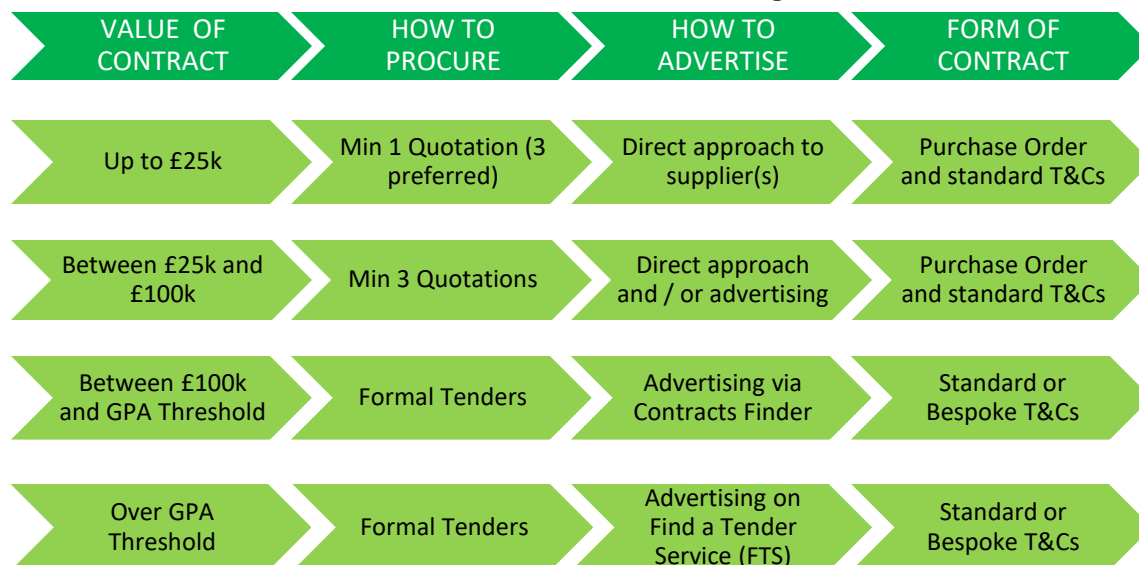 VALUE OF
CONTRACT
HOW TO
PROCURE
HOW TO
ADVERTISE
FORM OF
CONTRACT
Up to £25k
Min 1 Quotation (3
preferred)
Direct approach to
supplier(s)
Purchase Order
and standard T&Cs
Between £25k and
£100k
Min 3 Quotations
Direct approach
and / or advertising
Purchase Order
and standard T&Cs
Between £100k
and GPA Threshold
Formal Tenders
Advertising via
Contracts Finder
Standard or
Bespoke T&Cs
Over GPA
Threshold
Formal Tenders
Advertising on
Find a Tender
Service (FTS)
Standard or
Bespoke T&Cs